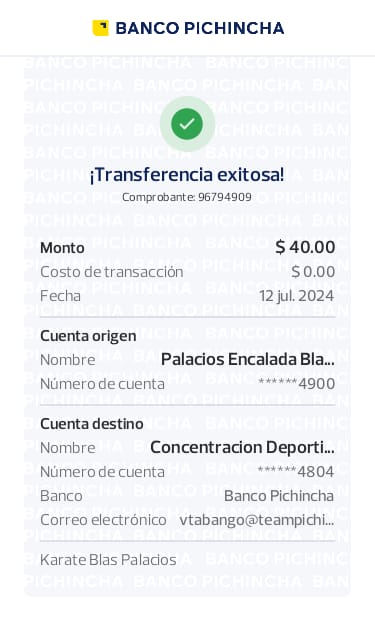 BANCO PICHINCHA
¡Transferencia exitosa!
Comprobante: 96794909
Monto $ 40.00
Costo de transacción $ 0.00
Fecha 12 jul. 2024
Cuenta origen
Nombre Palacios Encalada Bla...
Número de cuenta ******4900
Cuenta destino
Nombre Concentracion Deporti...
Número de cuenta ******4804
Banco Banco Pichincha
Correo electrónico vtabango@teampichi...
Karate Blas Palacios